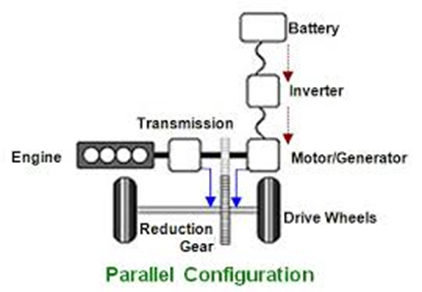 Battery
Inverter
Transmission
Engine
Motor/Generator
Drive Wheels
Reduction
Gear
Parallel Configuration